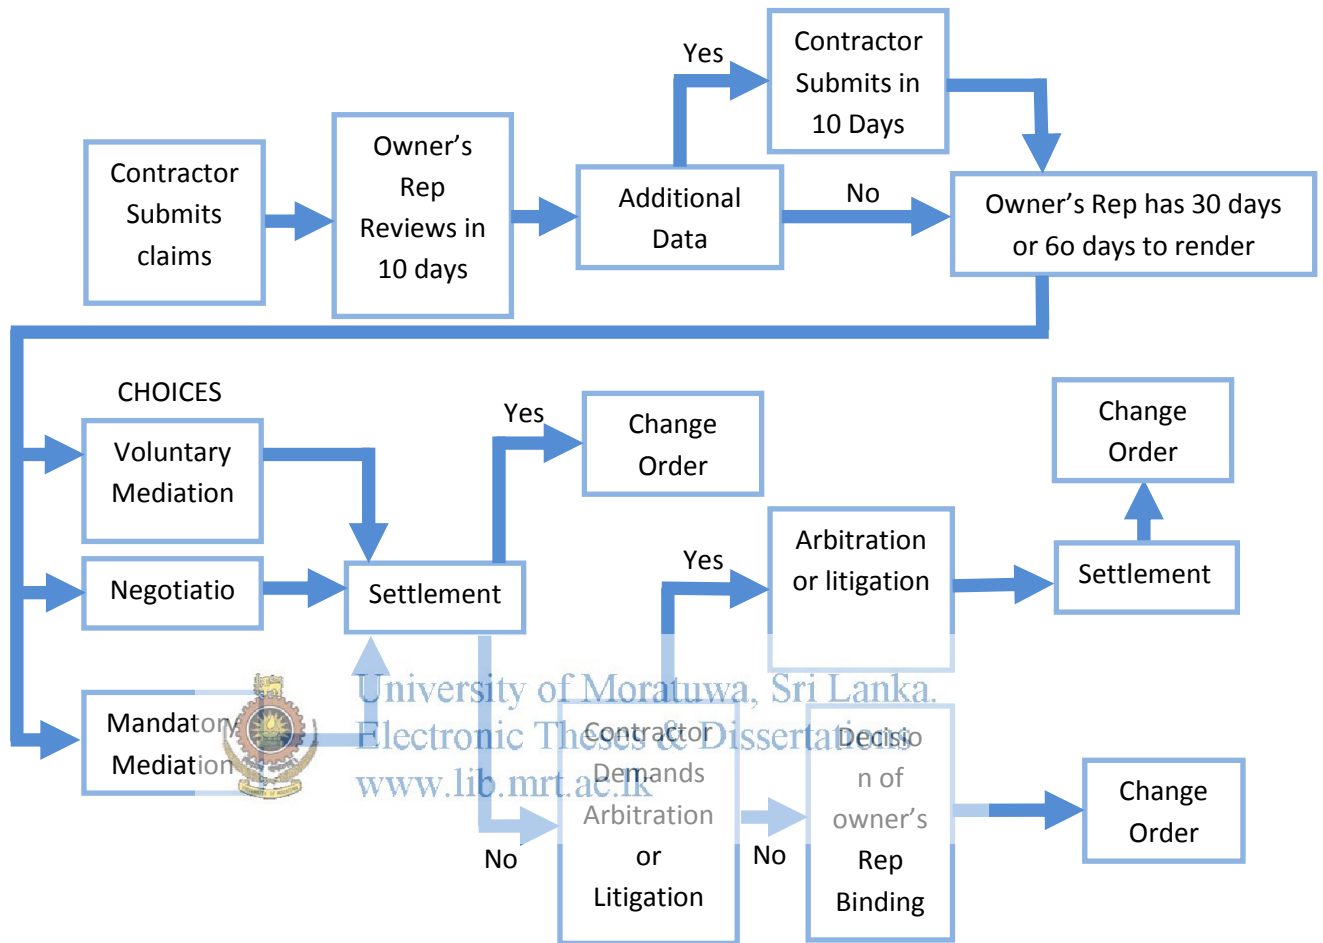 Contractor
Submits
claims
Owner's
Rep
Reviews in
10 days
Additional
Data
Yes
Contractor
Submits in
10 Days
No
Owner's Rep has 30 days
or 6o days to render
CHOICES
Voluntary
Mediation
Negotiatio
Mandatory
Mediation
Settlement
Yes
Change
Order
No
Contractor
Demands
Arbitration
or
Litigation
Yes
Arbitration
or litigation
Settlement
Change
Order
No
Decisio
n of
owner's
Rep
Binding
Change
Order
University of Moratuwa, Sri Lanka.
Electronic Theses & Dissertations
www.lib.mrt.ac.lk